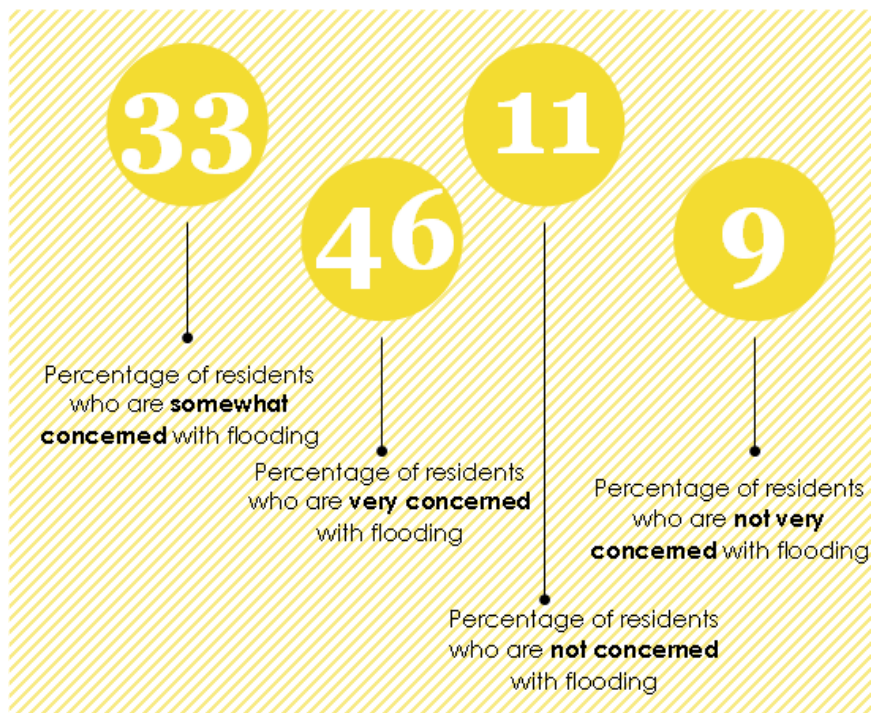 33
Percentage of residents
who are somewhat
concerned with flooding
46
Percentage of residents
who are very concerned
with flooding
11
Percentage of residents
who are not concerned
with flooding
9
Percentage of residents
who are not very
concerned with flooding